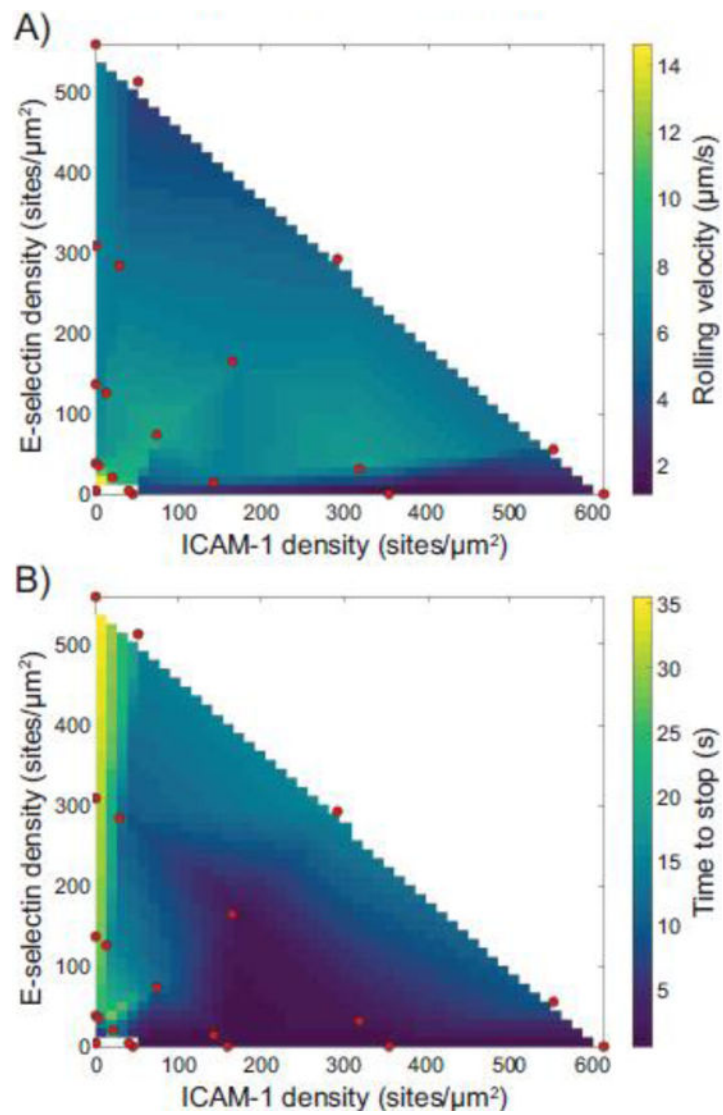 A)
E-selectin density (sites/µm²)
500
400
300
200
100
0
0 100 200 300 400 500 600
ICAM-1 density (sites/µm²)
14
12
10
8
6
4
2
Rolling velocity (µm/s)
B)
E-selectin density (sites/µm²)
500
400
300
200
100
0
0 100 200 300 400 500 600
ICAM-1 density (sites/µm²)
35
30
25
20
15
10
5
Time to stop (s)